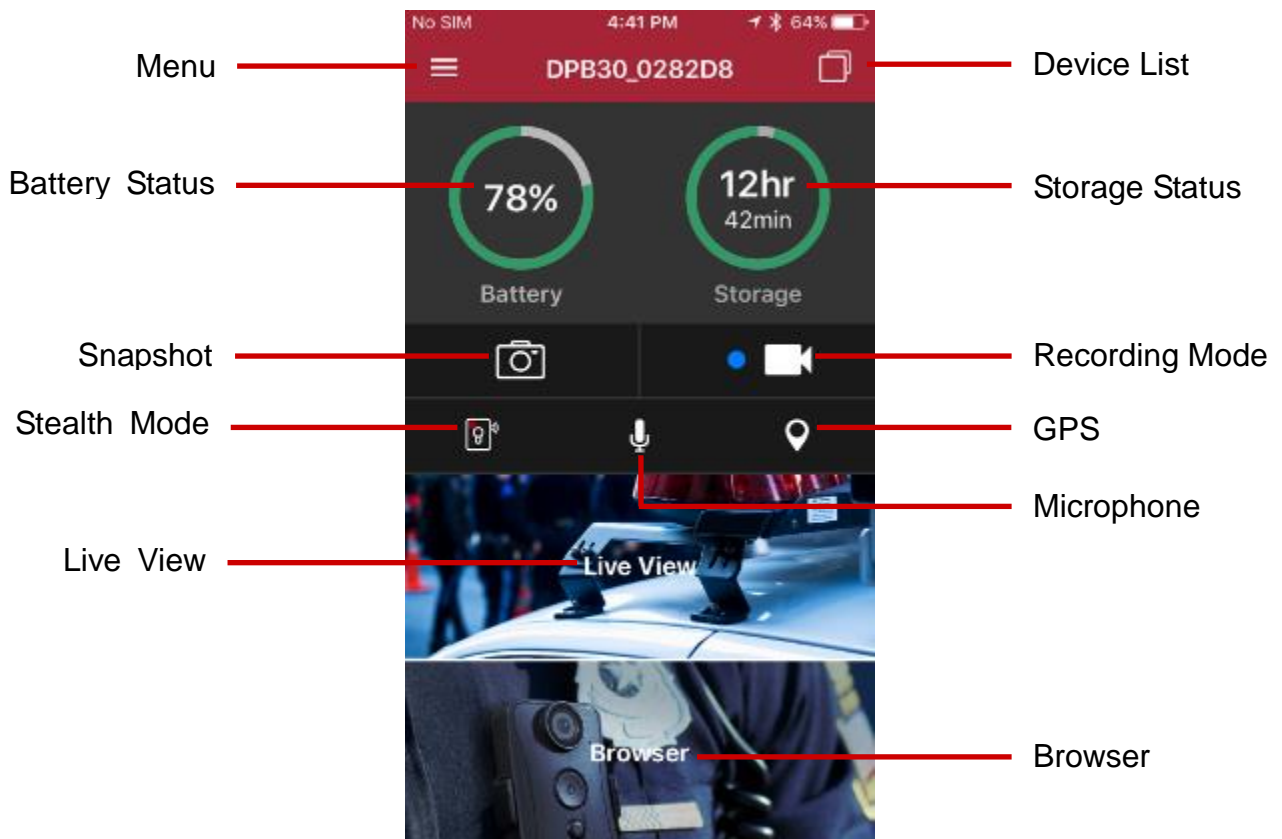 No SIM 4:41 PM 64%
Menu DPB30_0282D8 Device List
Battery Status 78% 12hr Storage Status
42min
Battery Storage
Snapshot Recording Mode
Stealth Mode GPS
Microphone
Live View Live View
Browser Browser